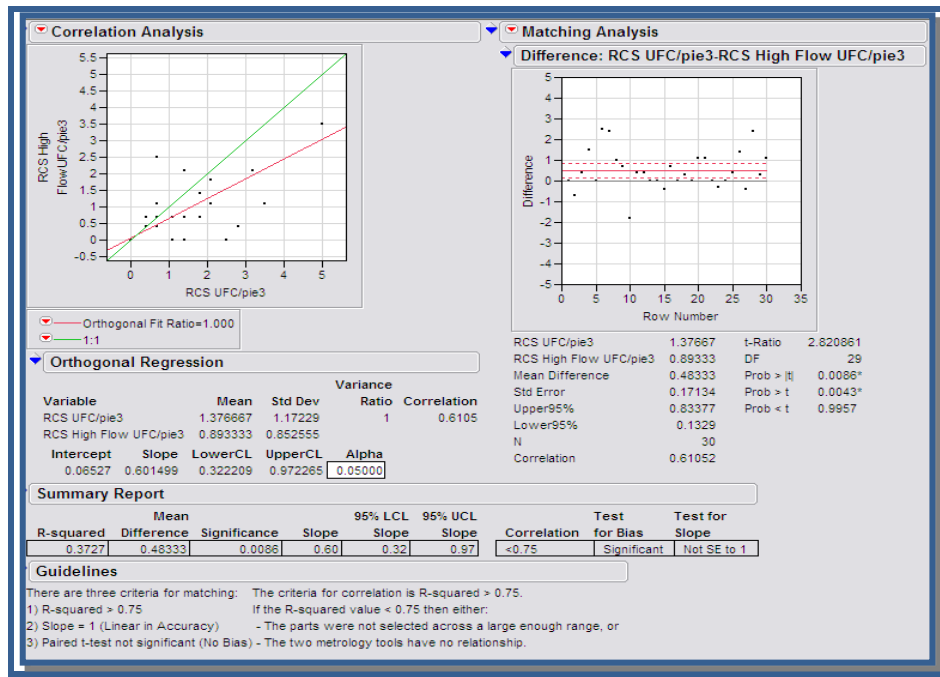 Correlation Analysis
5.5
5
4.5
4
3.5
3
2.5
2
1.5
1
0.5
0
-0.5
RCS High
Flow UFC/pie3
0 1 2 3 4 5
RCS UFC/pie3
Orthogonal Fit Ratio=1.000
1:1
Orthogonal Regression
Variance
Variable Mean Std Dev Ratio Correlation
RCS UFC/pie3 1.376667 1.17229 1 0.6105
RCS High Flow UFC/pie3 0.893333 0.852555
Intercept Slope LowerCL UpperCL Alpha
0.06527 0.601499 0.322209 0.972265 0.05000
Matching Analysis
Difference: RCS UFC/pie3-RCS High Flow UFC/pie3
5
4
3
2
1
0
-1
-2
-3
-4
-5
Difference
0 5 10 15 20 25 30 35
Row Number
RCS UFC/pie3 1.37667 t-Ratio 2.820861
RCS High Flow UFC/pie3 0.89333 DF 29
Mean Difference 0.48333 Prob > |t| 0.0086*
Std Error 0.17134 Prob > t 0.0043*
Upper95% 0.83377 Prob < t 0.9957
Lower95% 0.1329
N 30
Correlation 0.61052
Summary Report
Mean 95% LCL 95% UCL Test Test for
R-squared Difference Significance Slope Slope Slope Correlation for Bias Slope
0.3727 0.48333 0.0086 0.60 0.32 0.97 <0.75 Significant Not SE to 1
Guidelines
There are three criteria for matching: The criteria for correlation is R-squared > 0.75.
1) R-squared > 0.75 If the R-squared value < 0.75 then either:
2) Slope = 1 (Linear in Accuracy) - The parts were not selected across a large enough range, or
3) Paired t-test not significant (No Bias) - The two metrology tools have no relationship.